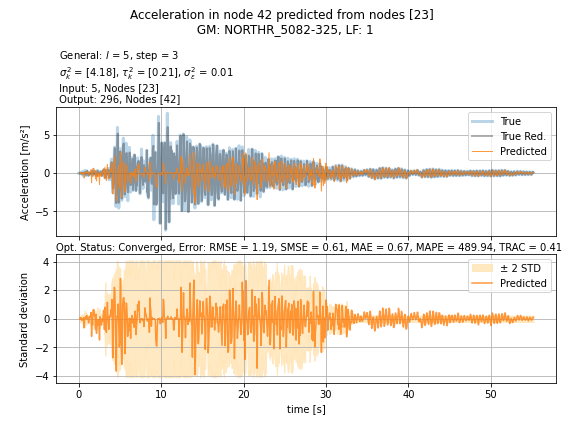 Acceleration in node 42 predicted from nodes [23]
GM: NORTHR_5082-325, LF: 1
General: l = 5, step = 3
σ²ₖ = [4.18], τ²ₖ = [0.21], σ²ₜ = 0.01
Input: 5, Nodes [23]
Output: 296, Nodes [42]
True
True Red.
Predicted
Acceleration [m/s²]
5
0
−5
Opt. Status: Converged, Error: RMSE = 1.19, SMSE = 0.61, MAE = 0.67, MAPE = 489.94, TRAC = 0.41
± 2 STD
Predicted
Standard deviation
4
2
0
−2
−4
0 10 20 30 40 50
time [s]